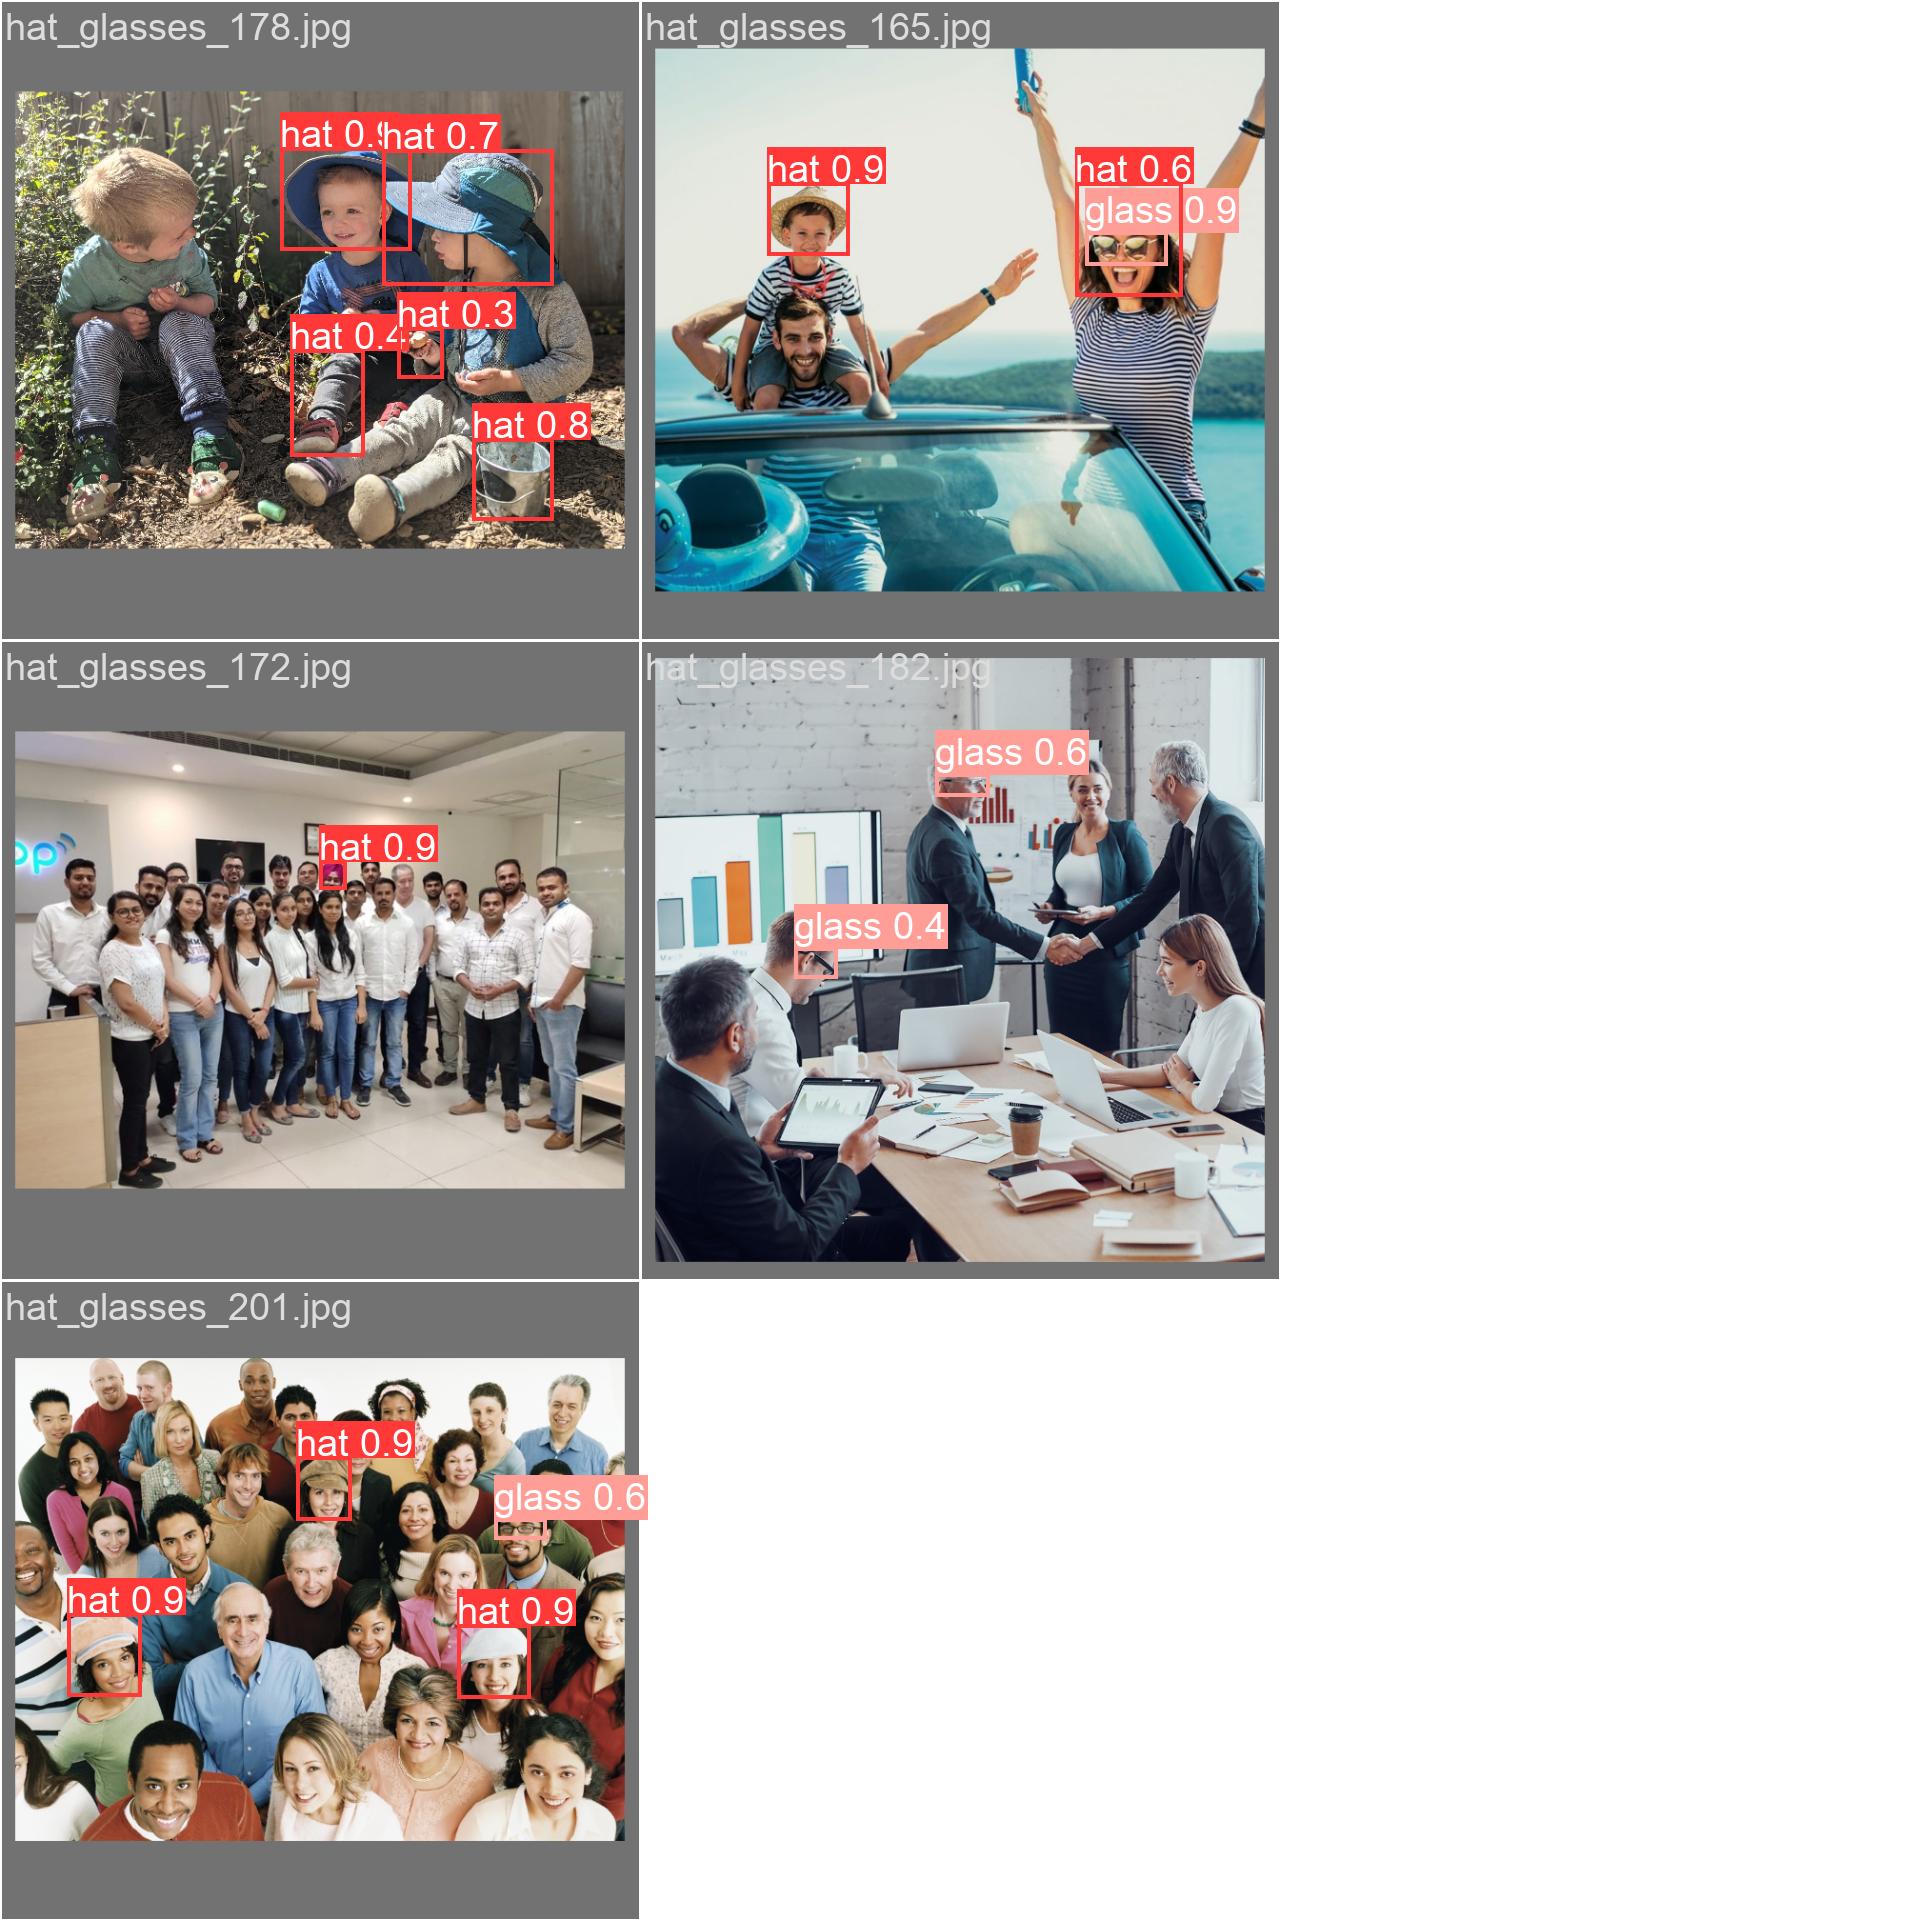 hat_glasses_178.jpg
hat 0.9
hat 0.7
hat 0.3
hat 0.4
hat 0.8
hat_glasses_165.jpg
hat 0.9
hat 0.6
glass 0.9
hat_glasses_172.jpg
hat 0.9
op
hat_glasses_182.jpg
glass 0.6
glass 0.4
hat_glasses_201.jpg
hat 0.9
glass 0.6
hat 0.9
hat 0.9